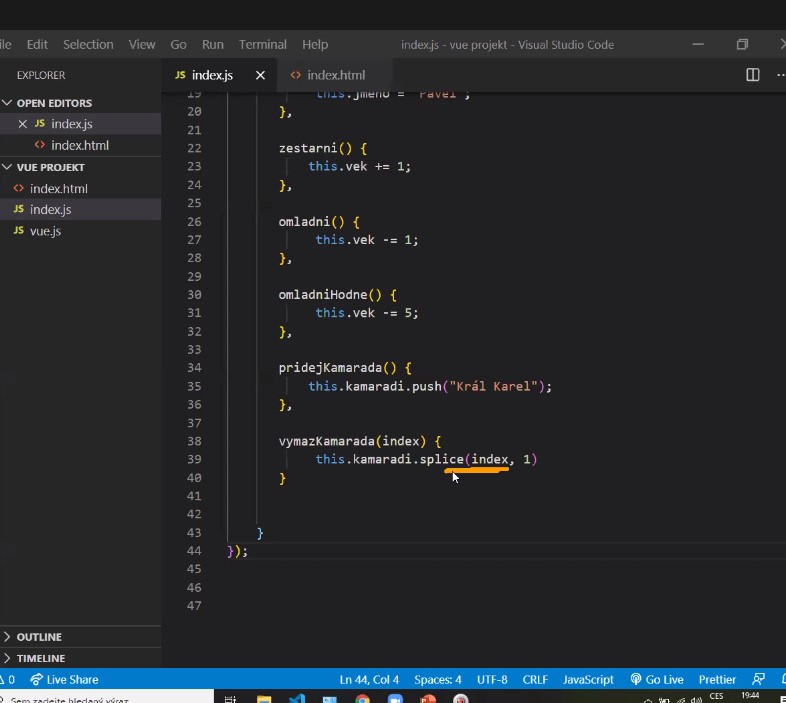 File Edit Selection View Go Run Terminal Help index.js - vue projekt - Visual Studio Code
EXPLORER
OPEN EDITORS
JS index.js
<> index.html
VUE PROJEKT
<> index.html
JS index.js
JS vue.js
OUTLINE
TIMELINE
JS index.js
<> index.html
19 this.jmeno = "Pavel";
20 },
21
22 zestarni() {
23 this.vek += 1;
24 },
25
26 omladni() {
27 this.vek -= 1;
28 },
29
30 omladniHodne() {
31 this.vek -= 5;
32 },
33
34 pridejKamarada() {
35 this.kamaradi.push("Král Karel");
36 },
37
38 vymazKamarada(index) {
39 this.kamaradi.splice(index, 1)
40 }
41
42
43 }
44 });
45
46
47
0 Live Share Ln 44, Col 4 Spaces: 4 UTF-8 CRLF JavaScript Go Live Prettier
Sem zadejte hledaný výraz CES 19:44